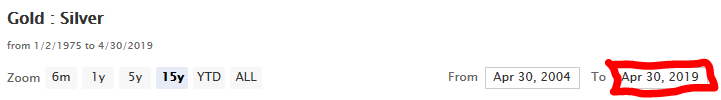 Gold : Silver
from 1/2/1975 to 4/30/2019
Zoom 6m 1y 5y 15y YTD ALL From Apr 30, 2004 To Apr 30, 2019